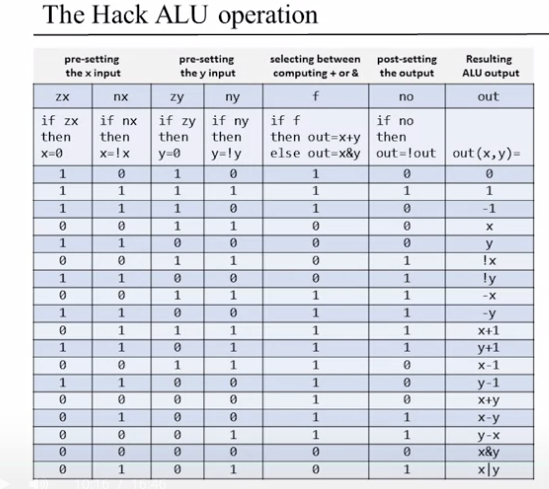 The Hack ALU operation
pre-setting the x input pre-setting the y input selecting between computing + or & post-setting the output Resulting ALU output
zx nx zy ny f no out
if zx then x=0 if nx then x=!x if zy then y=0 if ny then y=!y if f then out=x+y else out=x&y if no then out=!out out(x,y)=
1 0 1 0 1 0 0
1 1 1 1 1 1 1
1 1 1 0 1 0 -1
0 0 1 1 0 0 x
1 1 0 0 0 0 y
0 0 1 1 0 1 !x
1 1 0 0 0 1 !y
0 0 1 1 1 1 -x
1 1 0 0 1 1 -y
0 1 1 1 1 1 x+1
1 1 0 1 1 1 y+1
0 0 1 1 1 0 x-1
1 1 0 0 1 0 y-1
0 0 0 0 1 0 x+y
0 1 0 0 1 1 x-y
0 0 0 1 1 1 y-x
0 0 0 0 0 0 x&y
0 1 0 1 0 1 x|y